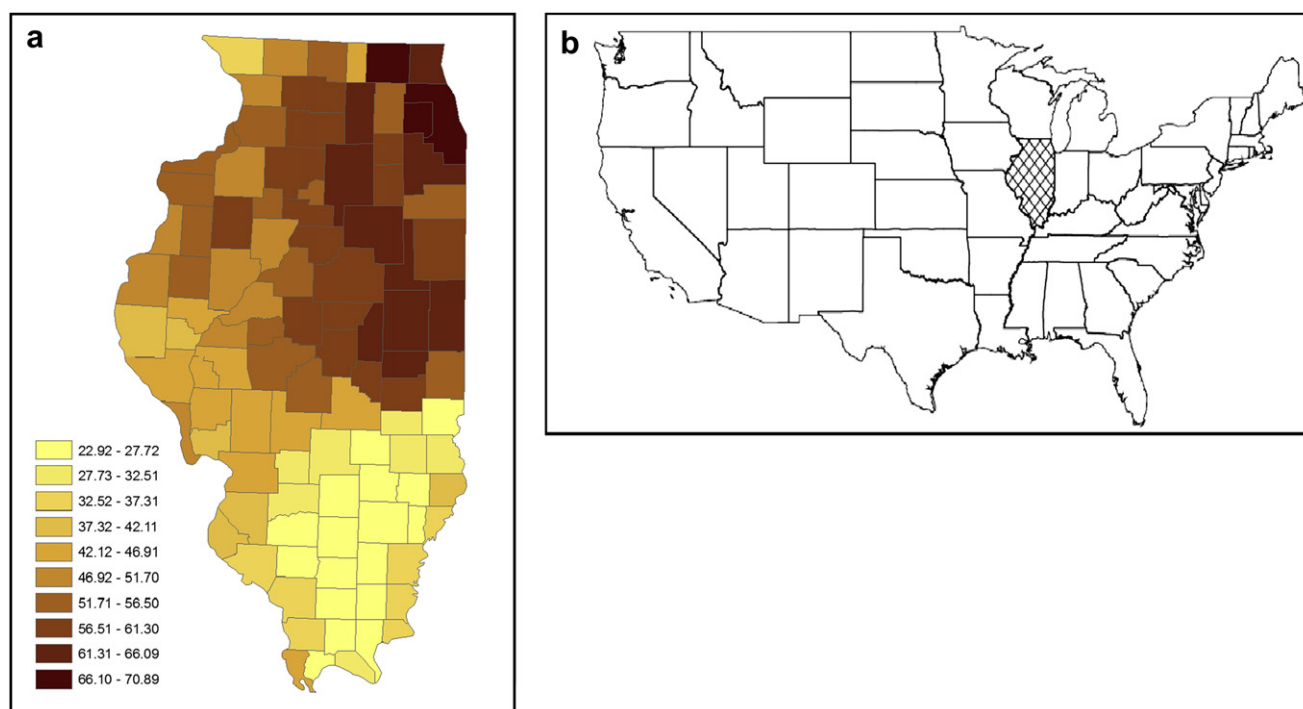 a
22.92 - 27.72
27.73 - 32.51
32.52 - 37.31
37.32 - 42.11
42.12 - 46.91
46.92 - 51.70
51.71 - 56.50
56.51 - 61.30
61.31 - 66.09
66.10 - 70.89
b